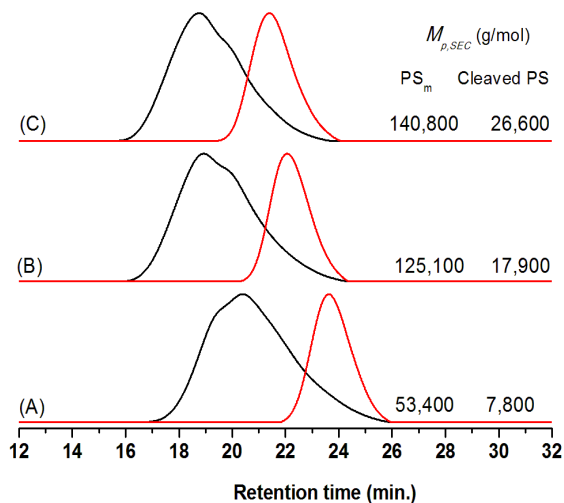 M_p,SEC (g/mol)
PS_m Cleaved PS
(C) 140,800 26,600
(B) 125,100 17,900
(A) 53,400 7,800
12 14 16 18 20 22 24 26 28 30 32
Retention time (min.)